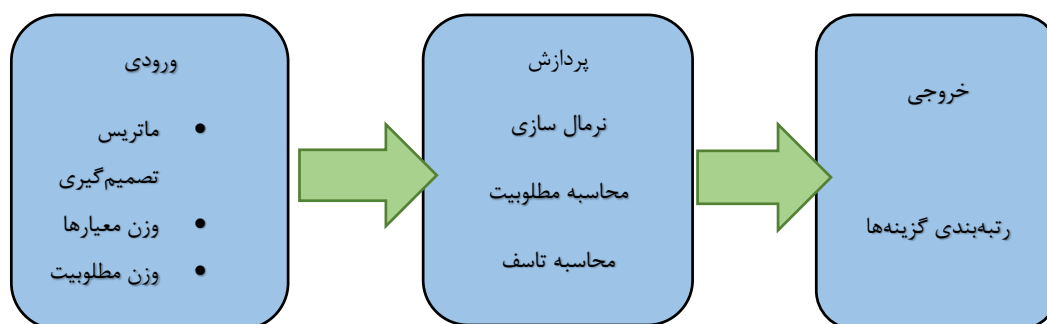 ورودی
• ماتریس
تصمیم‌گیری
• وزن معیارها
• وزن مطلوبیت
پردازش
نرمال سازی
محاسبه مطلوبیت
محاسبه تاسف
خروجی
رتبه‌بندی گزینه‌ها